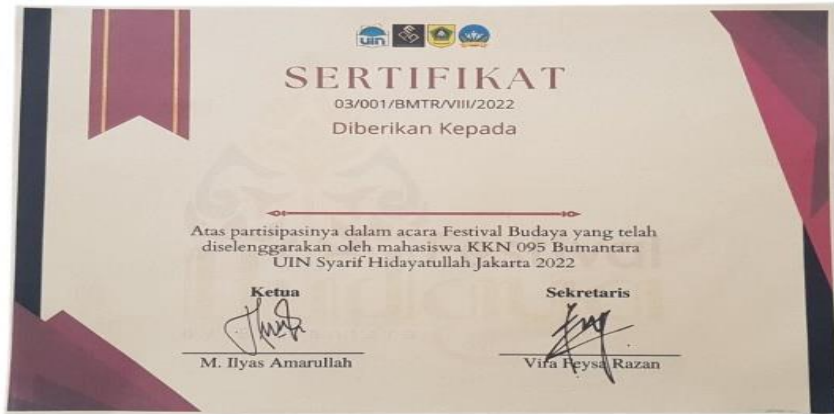 uin
SERTIFIKAT
03/001/BMTR/VIII/2022
Diberikan Kepada
Atas partisipasinya dalam acara Festival Budaya yang telah
diselenggarakan oleh mahasiswa KKN 095 Bumantara
UIN Syarif Hidayatullah Jakarta 2022
Ketua
Sekretaris
M. Ilyas Amarullah
Vira Feysa Razan